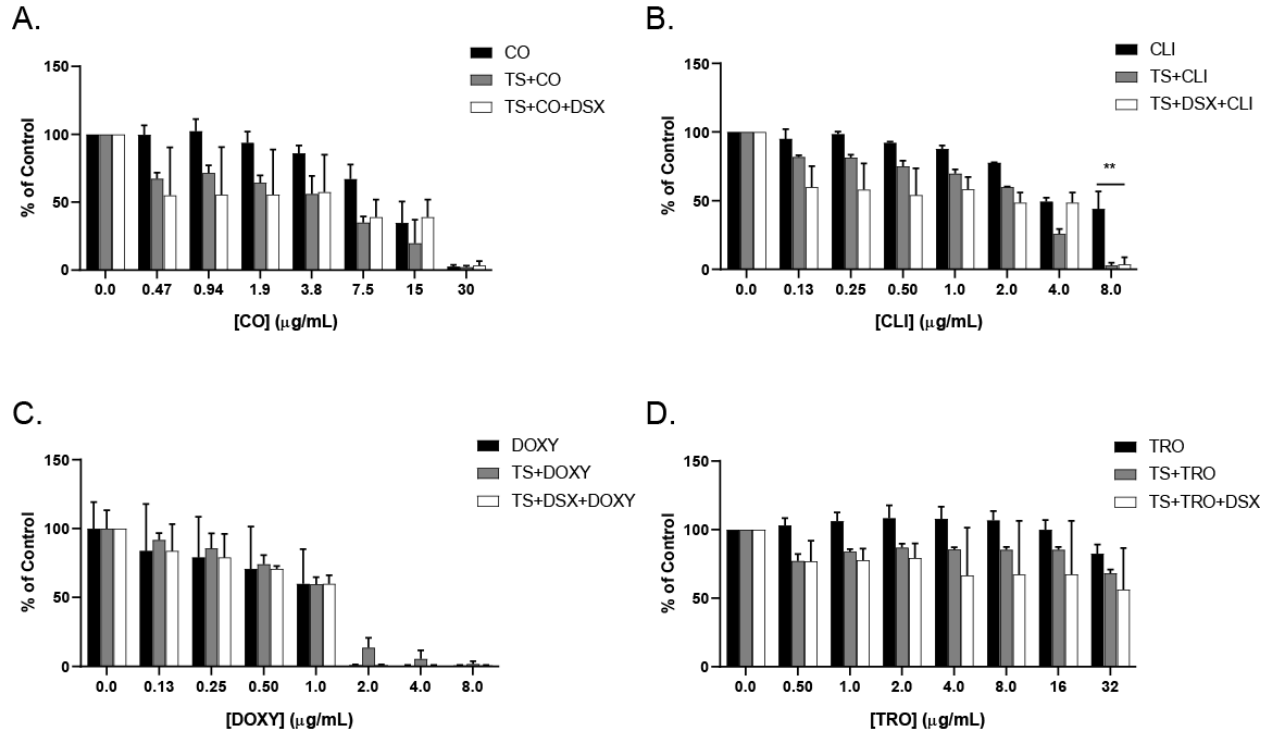 A.
CO
TS+CO
TS+CO+DSX
150
100
50
0
% of Control
0.0 0.47 0.94 1.9 3.8 7.5 15 30
[CO] (μg/mL)
B.
CLI
TS+CLI
TS+DSX+CLI
150
100
50
0
% of Control
**
0.0 0.13 0.25 0.50 1.0 2.0 4.0 8.0
[CLI] (μg/mL)
C.
DOXY
TS+DOXY
TS+DSX+DOXY
150
100
50
0
% of Control
0.0 0.13 0.25 0.50 1.0 2.0 4.0 8.0
[DOXY] (μg/mL)
D.
TRO
TS+TRO
TS+TRO+DSX
150
100
50
0
% of Control
0.0 0.50 1.0 2.0 4.0 8.0 16 32
[TRO] (μg/mL)